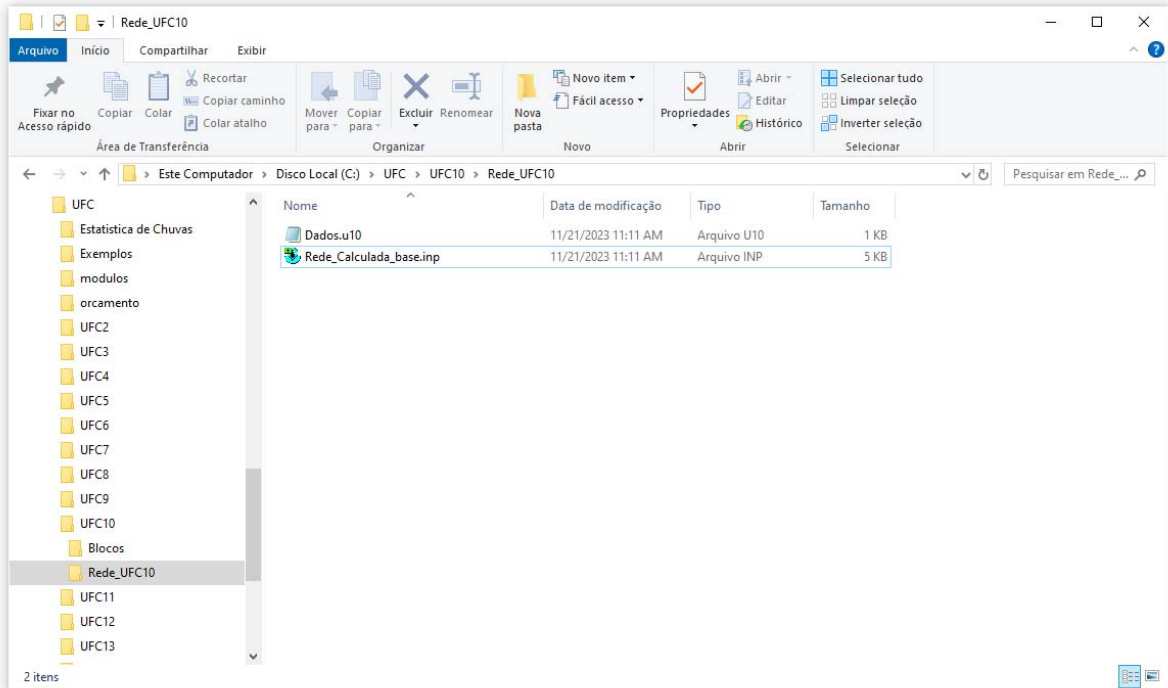 Rede_UFC10
Arquivo Início Compartilhar Exibir
Fixar no Acesso rápido
Copiar
Colar
Recortar
Copiar caminho
Colar atalho
Área de Transferência
Mover para
Copiar para
Excluir
Renomear
Organizar
Nova pasta
Novo item
Fácil acesso
Novo
Propriedades
Abrir
Editar
Histórico
Abrir
Selecionar tudo
Limpar seleção
Inverter seleção
Selecionar
Este Computador > Disco Local (C:) > UFC > UFC10 > Rede_UFC10
Pesquisar em Rede_...
UFC
Estatistica de Chuvas
Exemplos
modulos
orcamento
UFC2
UFC3
UFC4
UFC5
UFC6
UFC7
UFC8
UFC9
UFC10
Blocos
Rede_UFC10
UFC11
UFC12
UFC13
Nome Data de modificação Tipo Tamanho
Dados.u10 11/21/2023 11:11 AM Arquivo U10 1 KB
Rede_Calculada_base.inp 11/21/2023 11:11 AM Arquivo INP 5 KB
2 itens